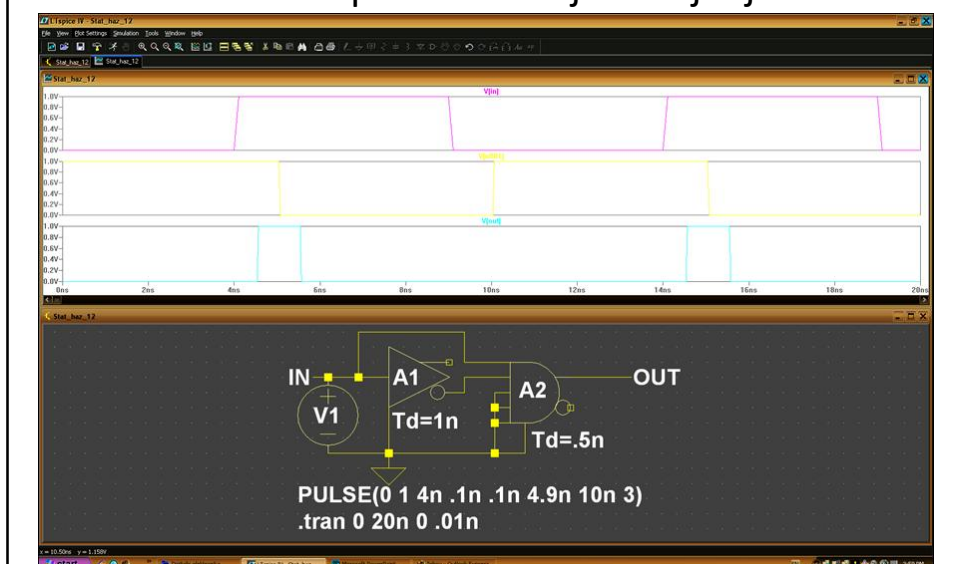 LTspice IV - Stat_haz_12
File View Plot Settings Simulation Tools Window Help
Stat_haz_12 Stat_haz_12
Stat_haz_12
V(in)
1.0V
0.8V
0.6V
0.4V
0.2V
0.0V
1.0V
0.8V
0.6V
0.4V
0.2V
0.0V
V(out)
1.0V
0.8V
0.6V
0.4V
0.2V
0.0V
0ns 2ns 4ns 6ns 8ns 10ns 12ns 14ns 16ns 18ns 20ns
Stat_haz_12
IN A1 A2 OUT
V1 Td=1n
Td=.5n
PULSE(0 1 4n .1n .1n 4.9n 10n 3)
.tran 0 20n 0 .01n
x = 10.50ns y = 1.158V